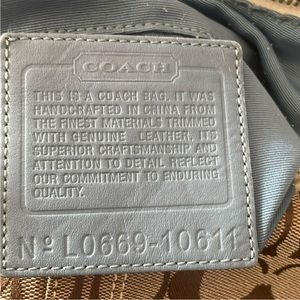 COACH
THIS IS A COACH BAG. IT WAS
HANDCRAFTED IN CHINA FROM
THE FINEST MATERIALS TRIMMED
WITH GENUINE LEATHER, ITS
SUPERIOR CRAFTSMANSHIP AND
ATTENTION TO DETAIL REFLECT
OUR COMMITMENT TO ENDURING
QUALITY.
Nº L0669-10611